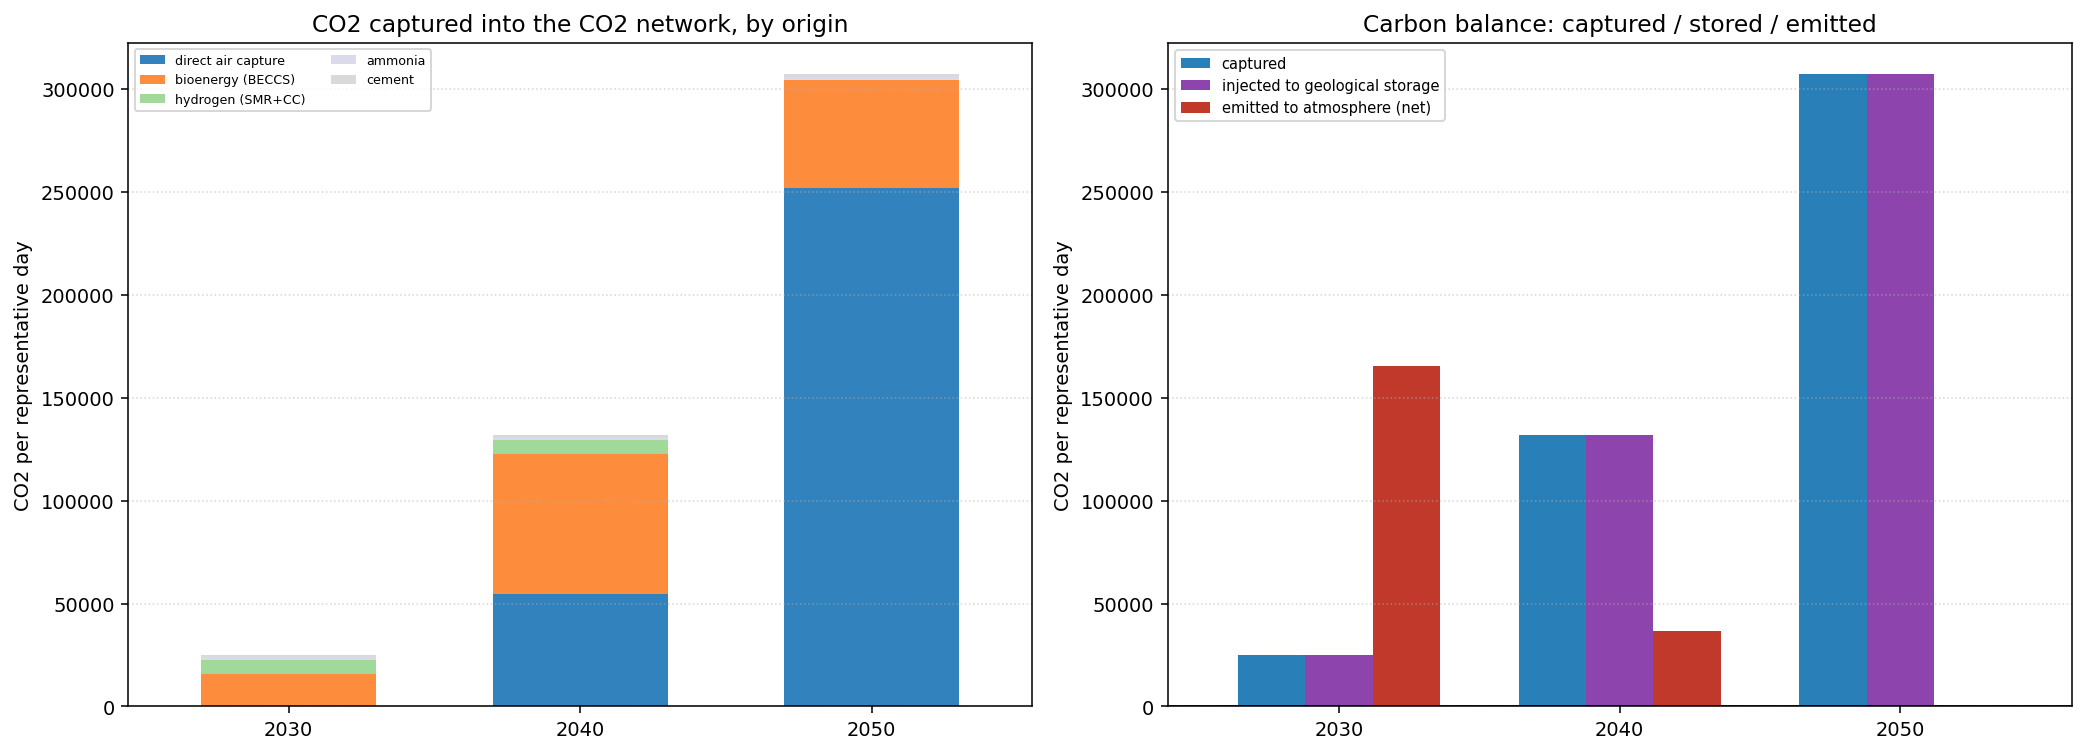 CO2 captured into the CO2 network, by origin
direct air capture
bioenergy (BECCS)
hydrogen (SMR+CC)
ammonia
cement
CO2 per representative day
300000
250000
200000
150000
100000
50000
0
2030 2040 2050
Carbon balance: captured / stored / emitted
captured
injected to geological storage
emitted to atmosphere (net)
CO2 per representative day
300000
250000
200000
150000
100000
50000
0
2030 2040 2050